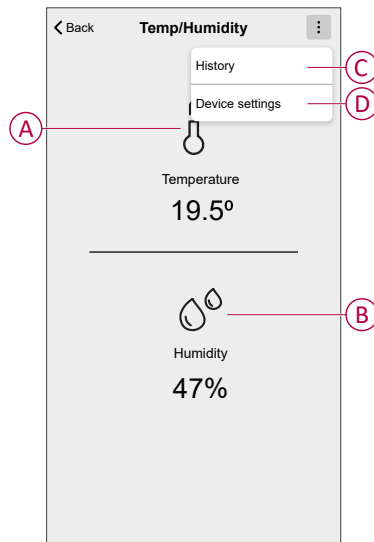 Back Temp/Humidity
History C
Device settings D
A
Temperature
19.5º
B
Humidity
47%